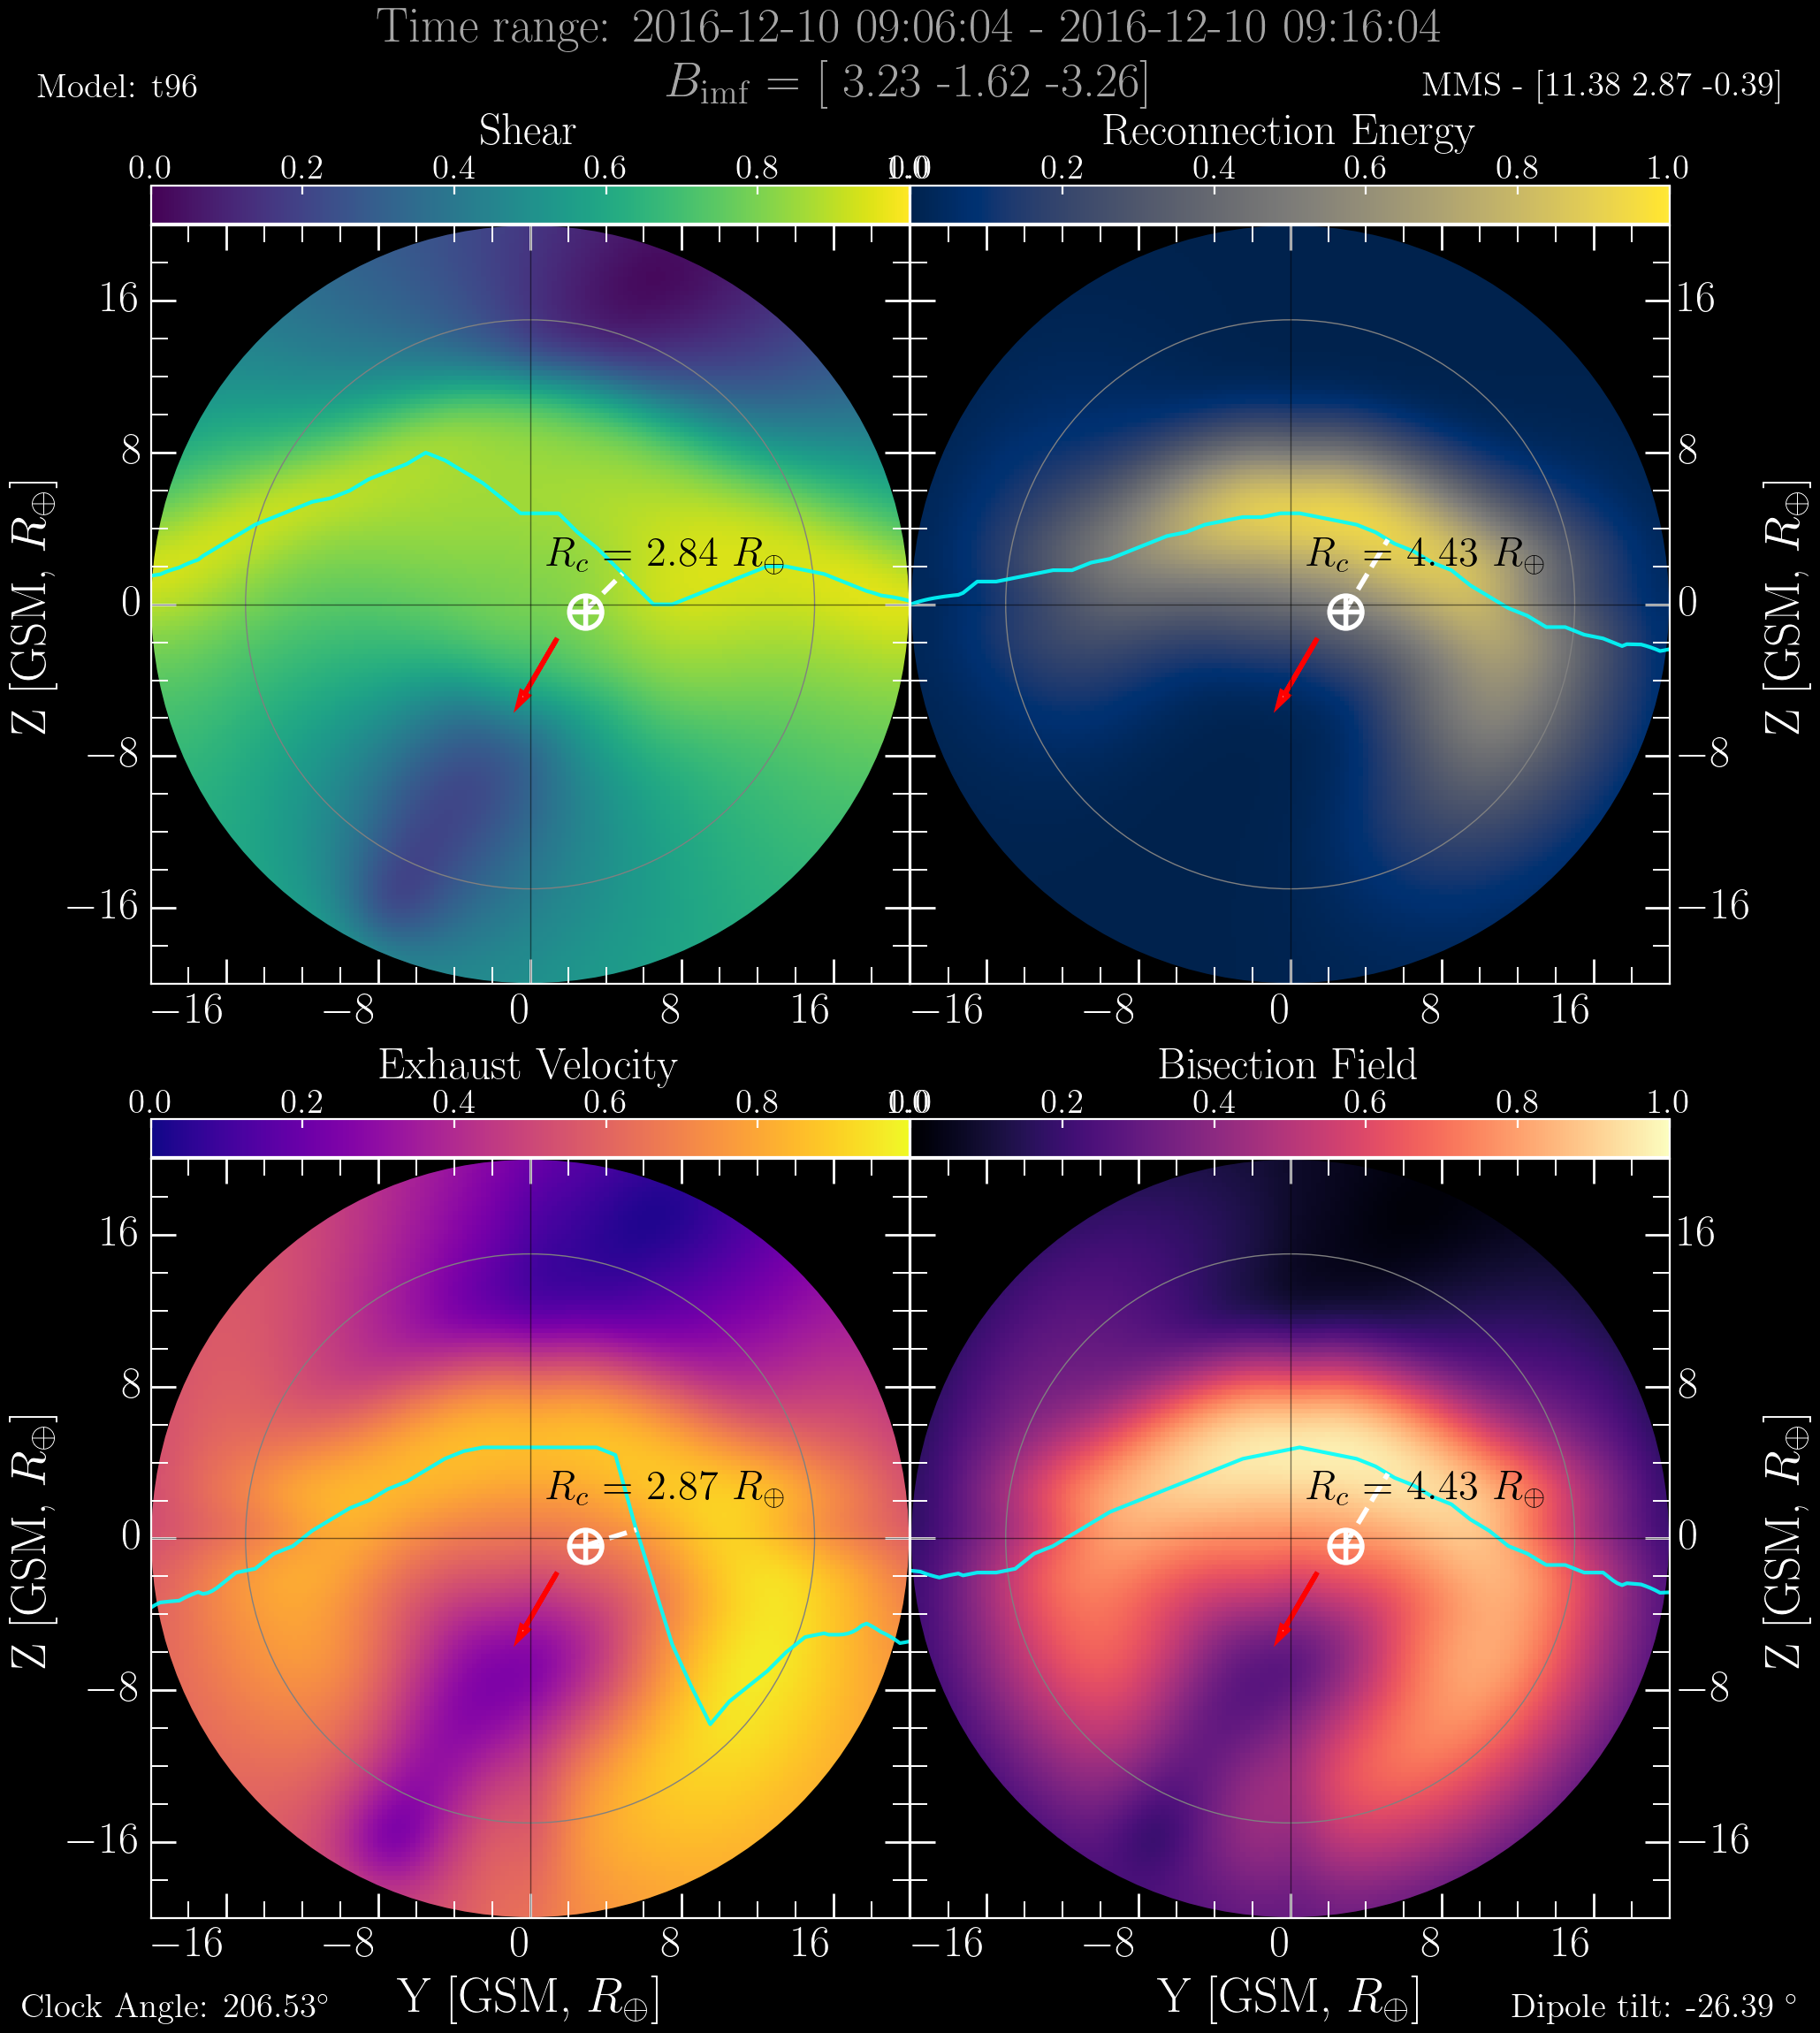 Time range: 2016-12-10 09:06:04 - 2016-12-10 09:16:04
Model: t96
B_imf = [ 3.23 -1.62 -3.26]
MMS - [11.38 2.87 -0.39]
Shear
Reconnection Energy
0.0 0.2 0.4 0.6 0.8 1.0
0.0 0.2 0.4 0.6 0.8 1.0
16
8
0
−8
−16
Z [GSM, R⊕]
R_c = 2.84 R⊕
R_c = 4.43 R⊕
16
8
0
−8
−16
Z [GSM, R⊕]
−16 −8 0 8 16
−16 −8 0 8 16
Exhaust Velocity
Bisection Field
0.0 0.2 0.4 0.6 0.8 1.0
0.0 0.2 0.4 0.6 0.8 1.0
16
8
0
−8
−16
Z [GSM, R⊕]
R_c = 2.87 R⊕
R_c = 4.43 R⊕
16
8
0
−8
−16
Z [GSM, R⊕]
−16 −8 0 8 16
−16 −8 0 8 16
Y [GSM, R⊕]
Y [GSM, R⊕]
Clock Angle: 206.53°
Dipole tilt: -26.39 °